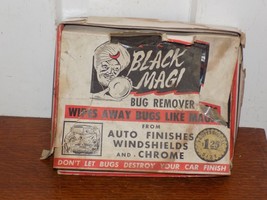 BLACK
MAGI
BUG REMOVER
WIPES AWAY BUGS LIKE MAG
FROM
AUTO FINISHES
WINDSHIELDS
AND - CHROME
1.25
DON'T LET BUGS DESTROY YOUR CAR FINISH